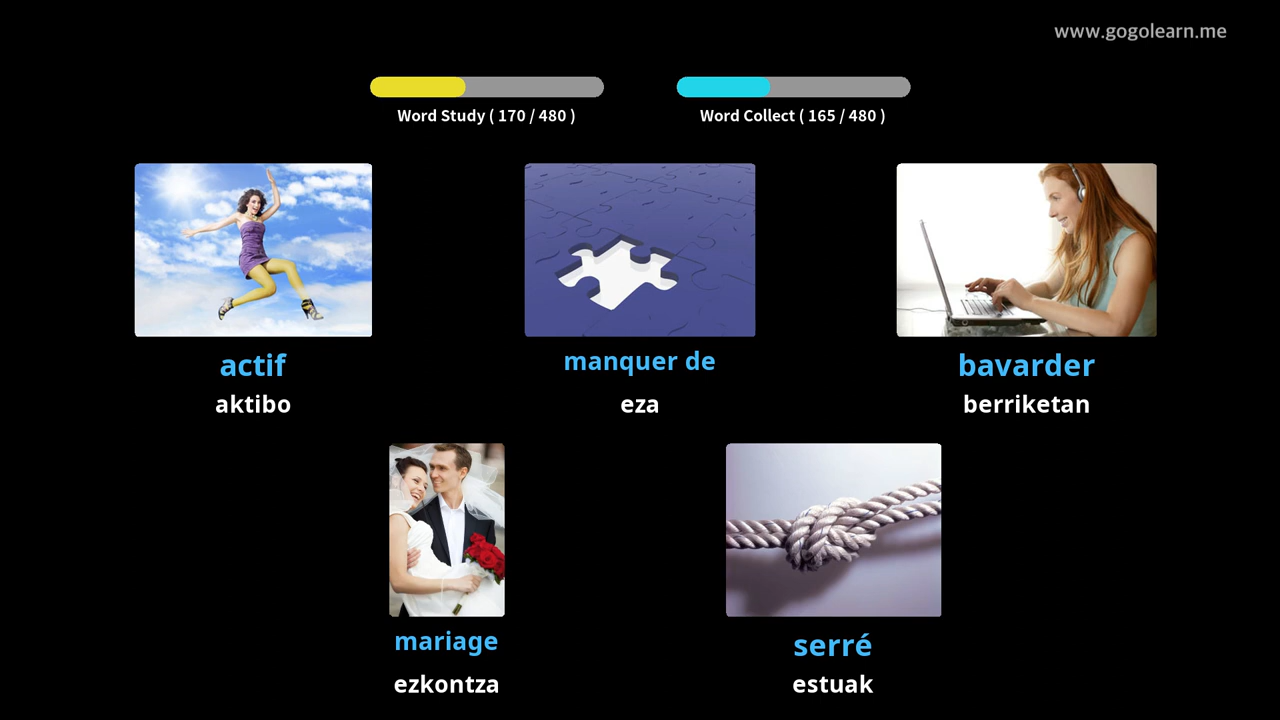 www.gogolearn.me
Word Study ( 170 / 480 )
Word Collect ( 165 / 480 )
actif
aktibo
manquer de
eza
bavarder
berriketan
mariage
ezkontza
serré
estuak